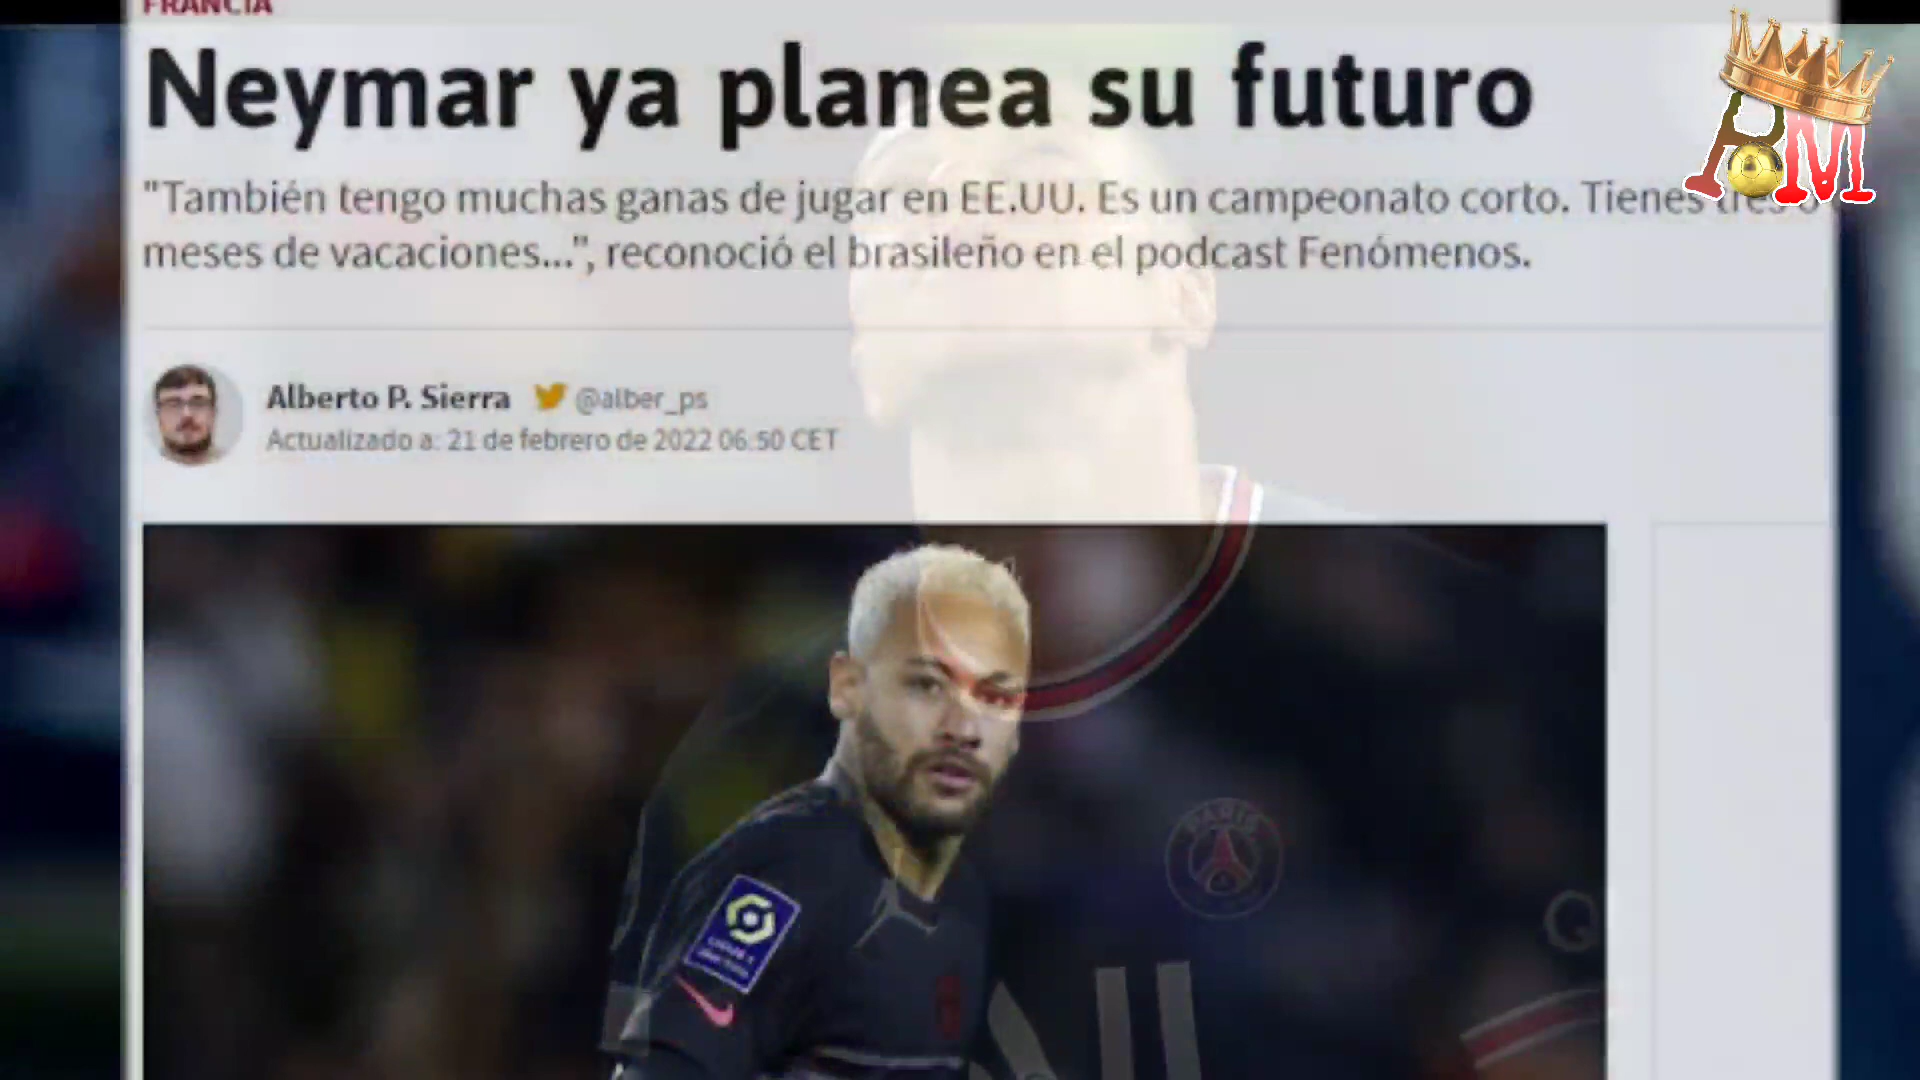 FRANCIA
Neymar ya planea su futuro
"También tengo muchas ganas de jugar en EE.UU. Es un campeonato corto. Tienes tres o
meses de vacaciones...", reconoció el brasileño en el podcast Fenómenos.
Alberto P. Sierra @alber_ps
Actualizado a: 21 de febrero de 2022 06:50 CET
PARIS